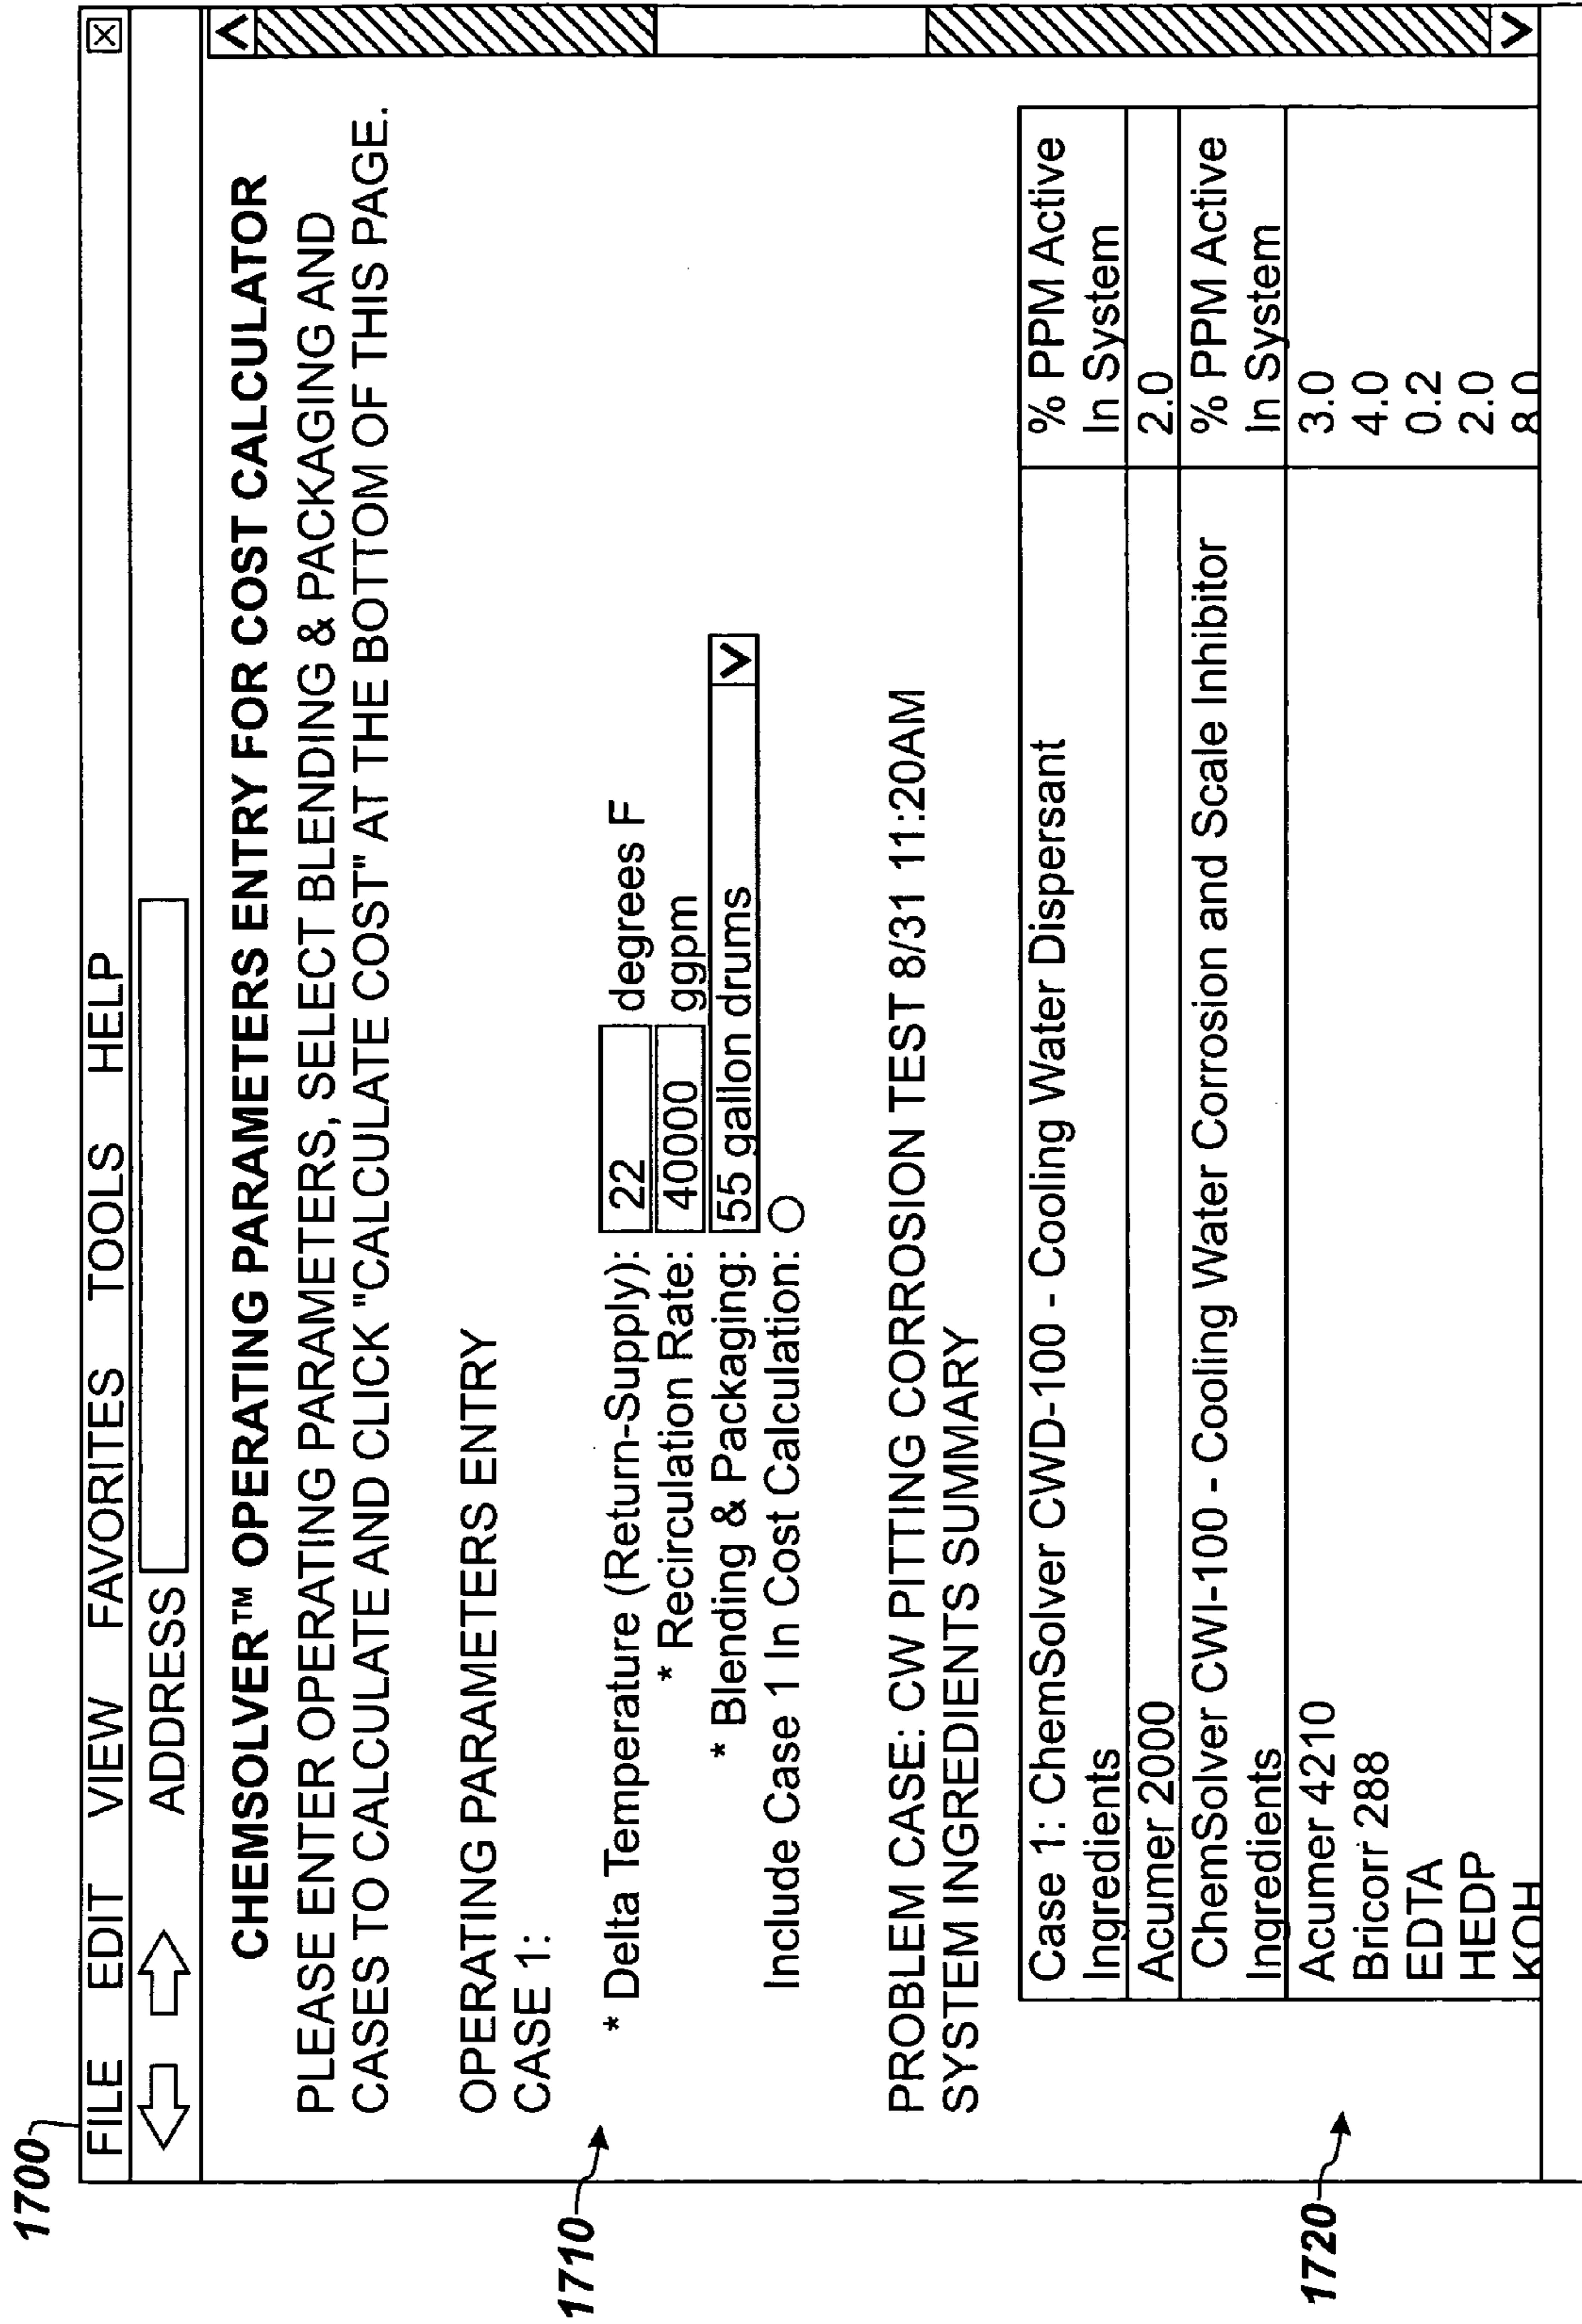 1700
FILE EDIT VIEW FAVORITES TOOLS HELP
ADDRESS
CHEMSOLVER™ OPERATING PARAMETERS ENTRY FOR COST CALCULATOR
PLEASE ENTER OPERATING PARAMETERS, SELECT BLENDING & PACKAGING AND
CASES TO CALCULATE AND CLICK "CALCULATE COST" AT THE BOTTOM OF THIS PAGE.
OPERATING PARAMETERS ENTRY
CASE 1:
1710
* Delta Temperature (Return-Supply): 22 degrees F
* Recirculation Rate: 40000 ggpm
* Blending & Packaging: 55 gallon drums
Include Case 1 In Cost Calculation:
PROBLEM CASE: CW PITTING CORROSION TEST 8/31 11:20AM
SYSTEM INGREDIENTS SUMMARY
1720
Case 1: ChemSolver CWD-100 - Cooling Water Dispersant % PPM Active
Ingredients In System
Acumer 2000 2.0
ChemSolver CWI-100 - Cooling Water Corrosion and Scale Inhibitor % PPM Active
Ingredients In System
Acumer 4210 3.0
Bricorr 288 4.0
EDTA 0.2
HEDP 2.0
KOH 8.0